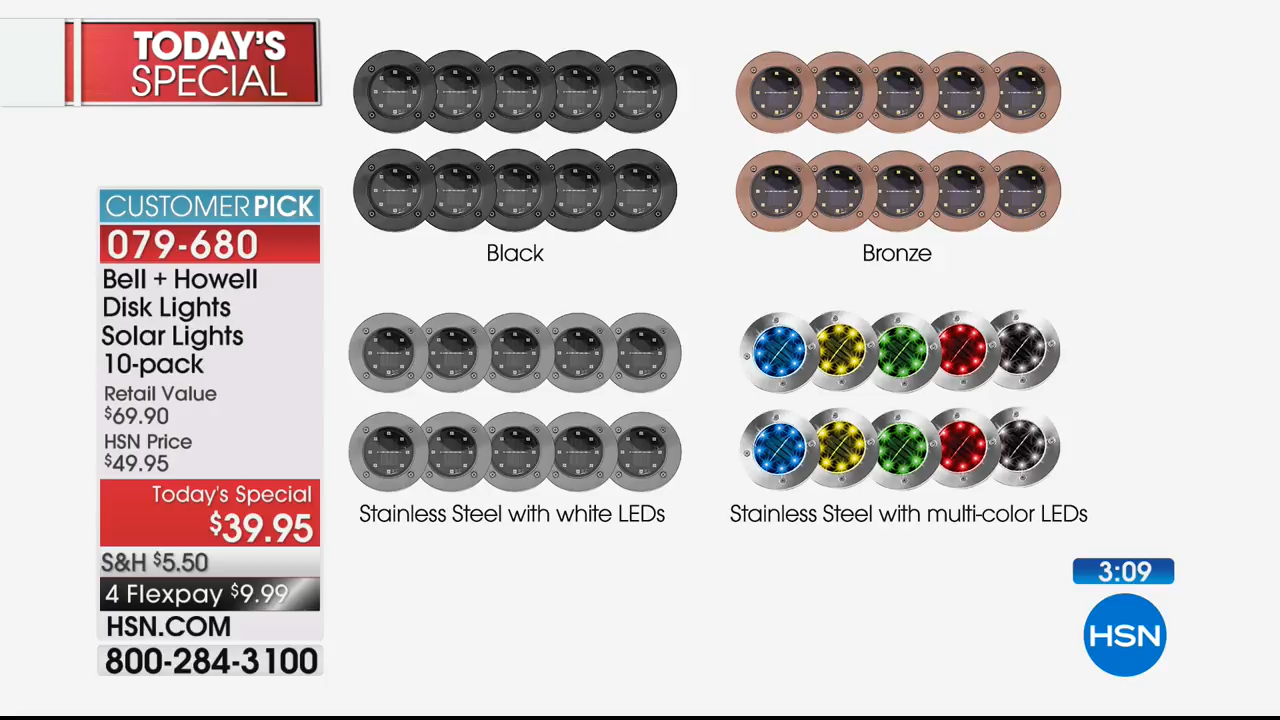 TODAY'S
SPECIAL
CUSTOMER PICK
079-680
Bell + Howell
Disk Lights
Solar Lights
10-pack
Retail Value
$69.90
HSN Price
$49.95
Today's Special
$39.95
S&H $5.50
4 Flexpay $9.99
HSN.COM
800-284-3100
Black
Bronze
Stainless Steel with white LEDs
Stainless Steel with multi-color LEDs
3:09
HSN